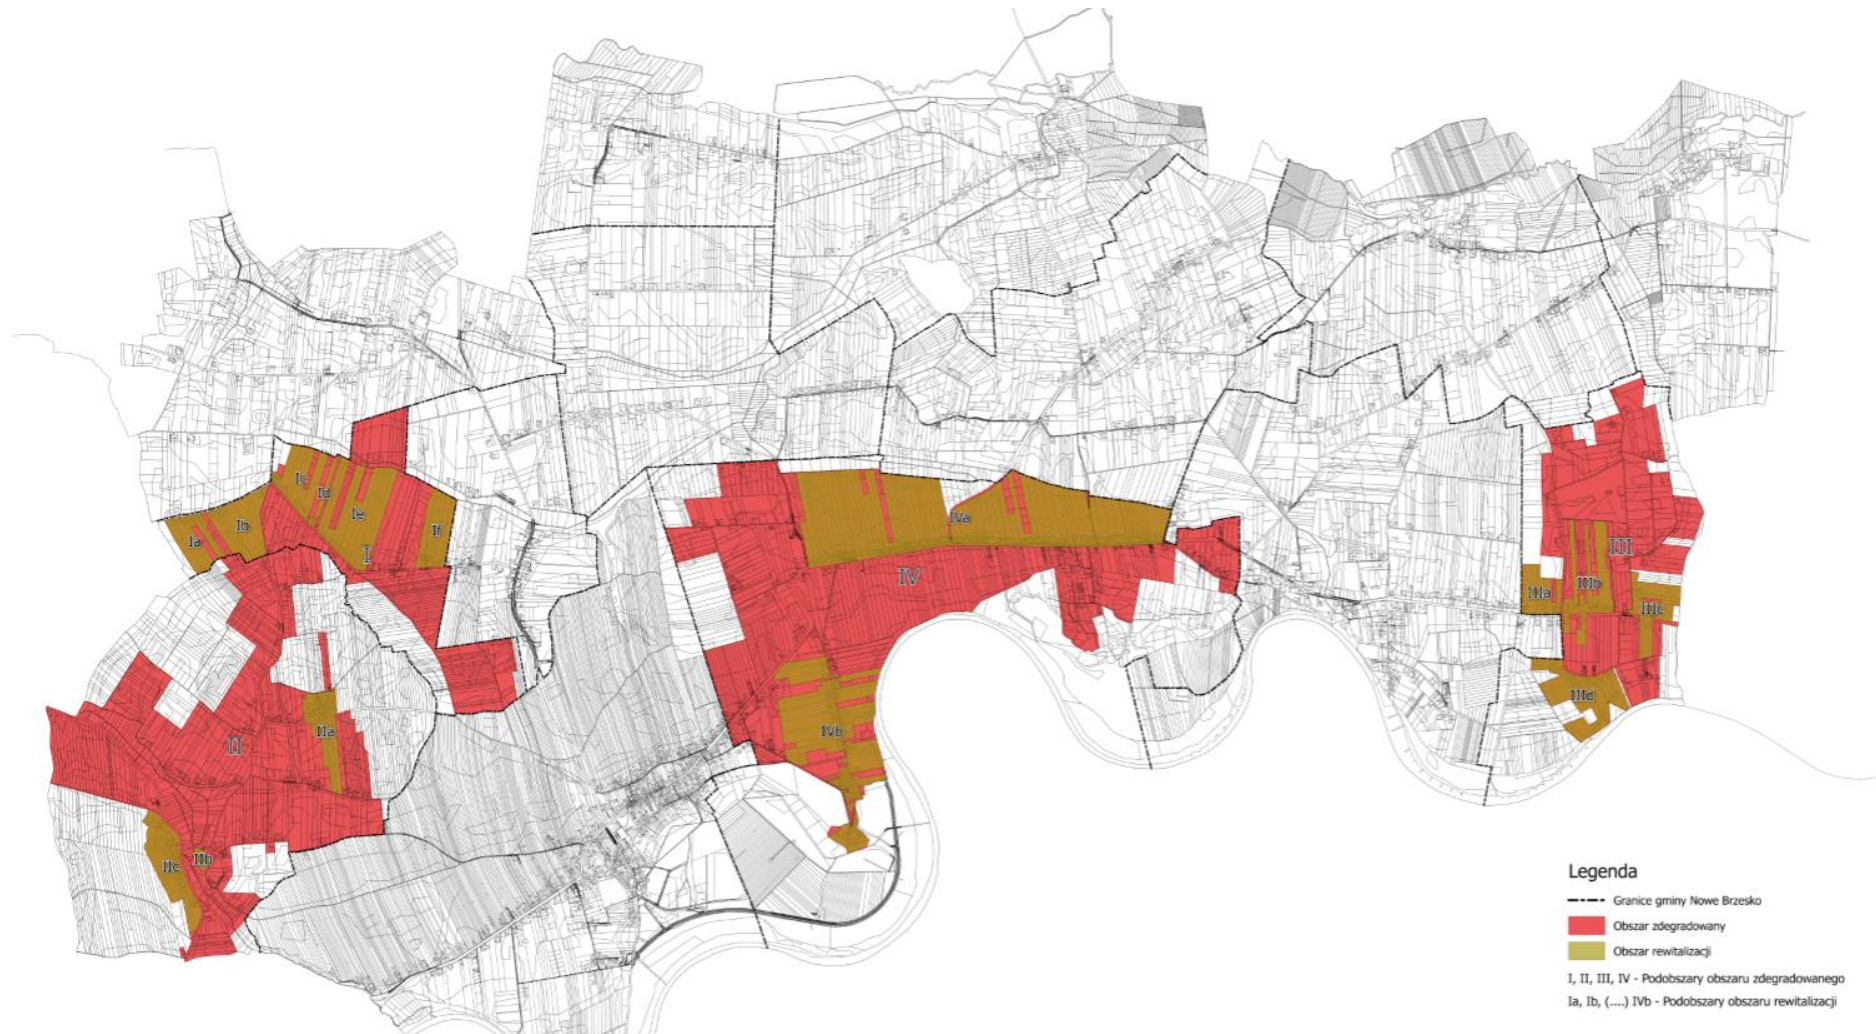 Ic
Id
Ie
If
Ia
Ib
I
IVa
IV
III
IIIa
IIIb
IIIc
IIId
IVb
IIa
II
IIb
IIc
Legenda
Granice gminy Nowe Brzesko
Obszar zdegradowany
Obszar rewitalizacji
I, II, III, IV - Podobszary obszaru zdegradowanego
Ia, Ib, (....) IVb - Podobszary obszaru rewitalizacji